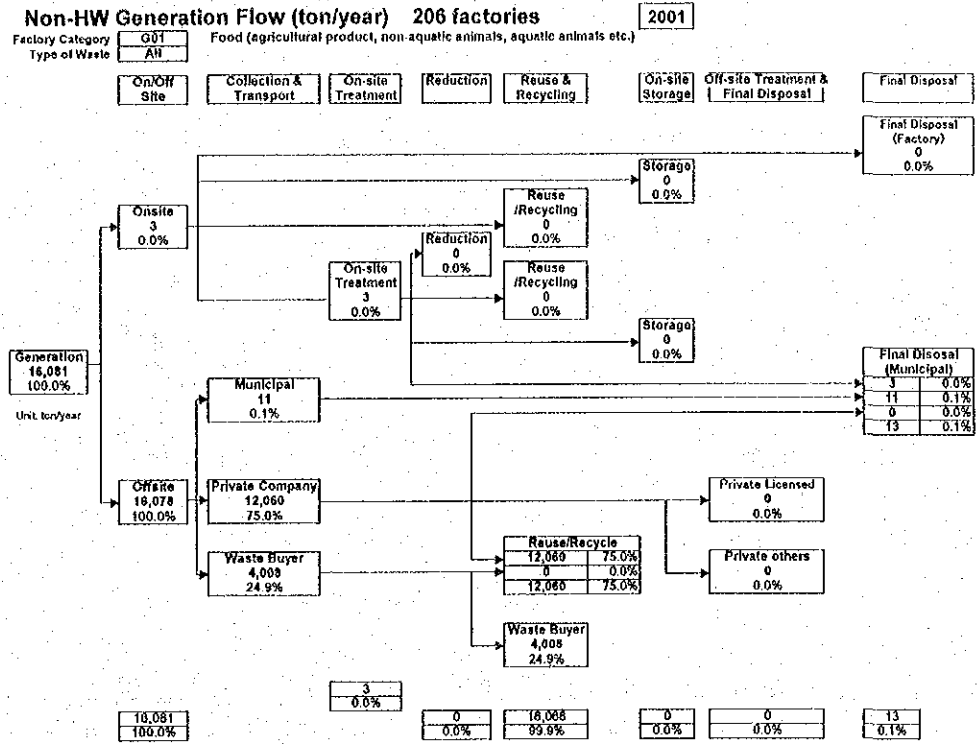 Non-HW Generation Flow (ton/year) 206 factories 2001
Factory Category G01 Food (agricultural product, non-aquatic animals, aquatic animals etc.)
Type of Waste All
On/Off Site
Collection & Transport
On-site Treatment
Reduction
Reuse & Recycling
On-site Storage
Off-site Treatment & Final Disposal
Final Disposal
Final Disposal
(Factory)
0
0.0%
Storage
0
0.0%
Onsite
3
0.0%
Reuse
/Recycling
0
0.0%
Reduction
0
0.0%
On-site
Treatment
3
0.0%
Reuse
/Recycling
0
0.0%
Storage
0
0.0%
Generation
16,081
100.0%
Unit. ton/year
Municipal
11
0.1%
Final Disosal
(Municipal)
3 0.0%
11 0.1%
0 0.0%
13 0.1%
Offsite
16,078
100.0%
Private Company
12,060
75.0%
Private Licensed
0
0.0%
Waste Buyer
4,008
24.9%
Reuse/Recycle
12,060 75.0%
0 0.0%
12,060 75.0%
Private others
0
0.0%
Waste Buyer
4,008
24.9%
3
0.0%
16,081 0 16,068 0 0 13
100.0% 0.0% 99.9% 0.0% 0.0% 0.1%